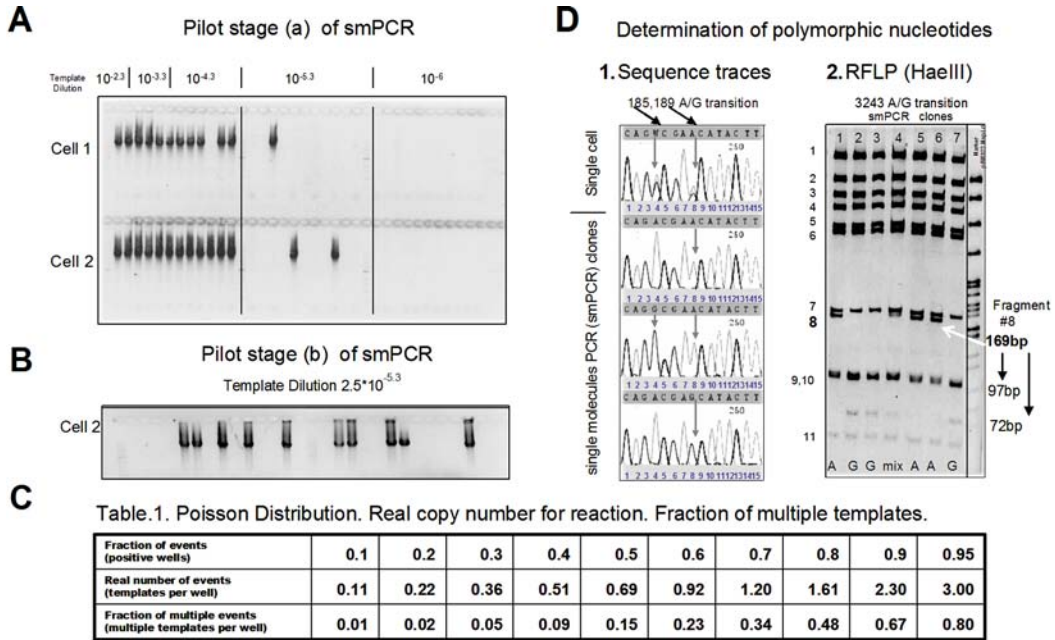 A
Pilot stage (a) of smPCR
Template Dilution
10-2.3 10-3.3 10-4.3 10-5.3 10-6
Cell 1
Cell 2
B
Pilot stage (b) of smPCR
Template Dilution 2.5*10-5.3
Cell 2
D
Determination of polymorphic nucleotides
1. Sequence traces
185,189 A/G transition
Single cell
single molecules PCR (smPCR) clones
C A G W C G A A C A T A C T T
250
1 2 3 4 5 6 7 8 9 10 11 12 13 14 15
C A G A C G A A C A T A C T T
250
1 2 3 4 5 6 7 8 9 10 11 12 13 14 15
C A G G C G A A C A T A C T T
250
1 2 3 4 5 6 7 8 9 10 11 12 13 14 15
C A G A C G A G C A T A C T T
250
1 2 3 4 5 6 7 8 9 10 11 12 13 14 15
2. RFLP (HaeIII)
3243 A/G transition
smPCR clones
1 2 3 4 5 6 7
Marker
1
2
3
4
5
6
7
8
9,10
11
A G G mix A A G
Fragment
#8
169bp
97bp
72bp
C
Table.1. Poisson Distribution. Real copy number for reaction. Fraction of multiple templates.
Fraction of events (positive wells) 0.1 0.2 0.3 0.4 0.5 0.6 0.7 0.8 0.9 0.95
Real number of events (templates per well) 0.11 0.22 0.36 0.51 0.69 0.92 1.20 1.61 2.30 3.00
Fraction of multiple events (multiple templates per well) 0.01 0.02 0.05 0.09 0.15 0.23 0.34 0.48 0.67 0.80